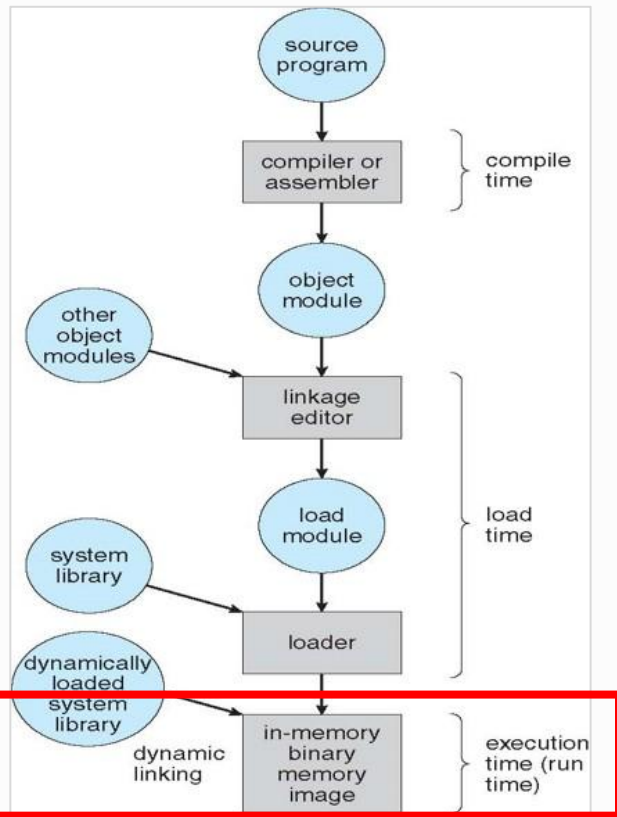 source
program
compiler or
assembler
compile
time
object
module
other
object
modules
linkage
editor
load
module
load
time
system
library
loader
dynamically
loaded
system
library
dynamic
linking
in-memory
binary
memory
image
execution
time (run
time)